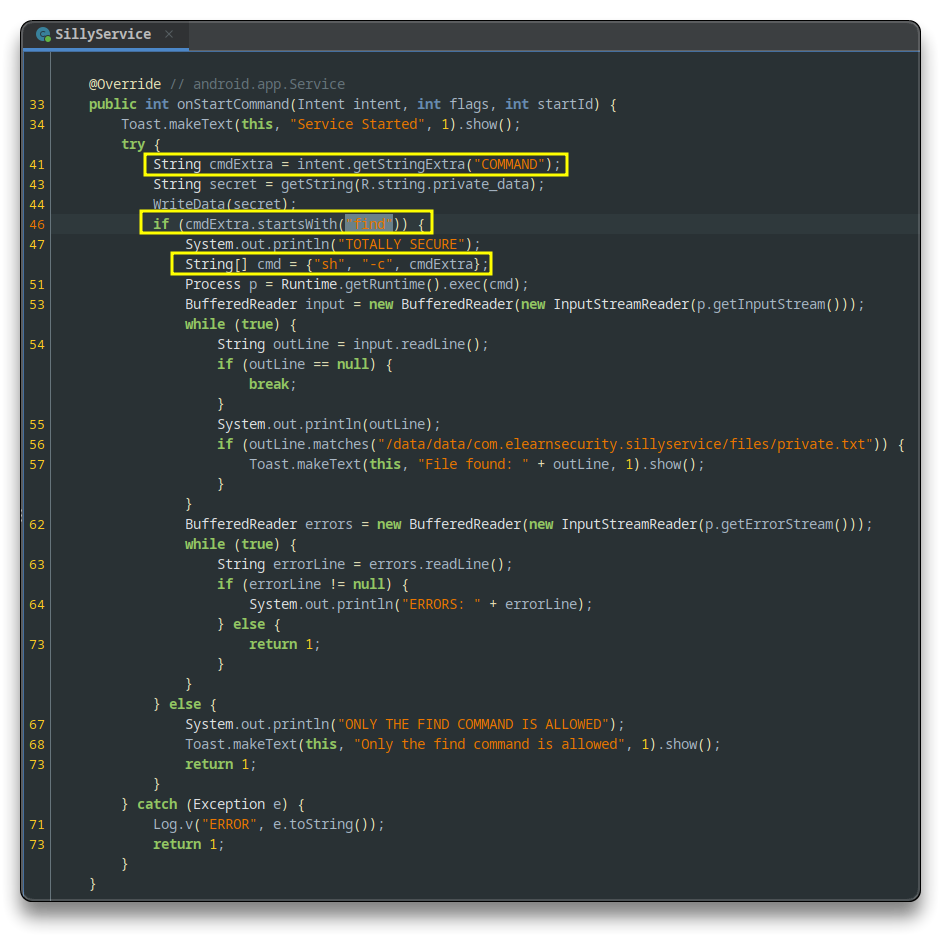 SillyService ×
@Override // android.app.Service
33 public int onStartCommand(Intent intent, int flags, int startId) {
34 Toast.makeText(this, "Service Started", 1).show();
try {
41 String cmdExtra = intent.getStringExtra("COMMAND");
43 String secret = getString(R.string.private_data);
44 WriteData(secret);
46 if (cmdExtra.startsWith("find")) {
47 System.out.println("TOTALLY SECURE");
String[] cmd = {"sh", "-c", cmdExtra};
51 Process p = Runtime.getRuntime().exec(cmd);
53 BufferedReader input = new BufferedReader(new InputStreamReader(p.getInputStream()));
while (true) {
54 String outLine = input.readLine();
if (outLine == null) {
break;
}
55 System.out.println(outLine);
56 if (outLine.matches("/data/data/com.elearnsecurity.sillyservice/files/private.txt")) {
57 Toast.makeText(this, "File found: " + outLine, 1).show();
}
}
62 BufferedReader errors = new BufferedReader(new InputStreamReader(p.getErrorStream()));
while (true) {
63 String errorLine = errors.readLine();
if (errorLine != null) {
64 System.out.println("ERRORS: " + errorLine);
} else {
73 return 1;
}
}
} else {
67 System.out.println("ONLY THE FIND COMMAND IS ALLOWED");
68 Toast.makeText(this, "Only the find command is allowed", 1).show();
73 return 1;
}
} catch (Exception e) {
71 Log.v("ERROR", e.toString());
73 return 1;
}
}